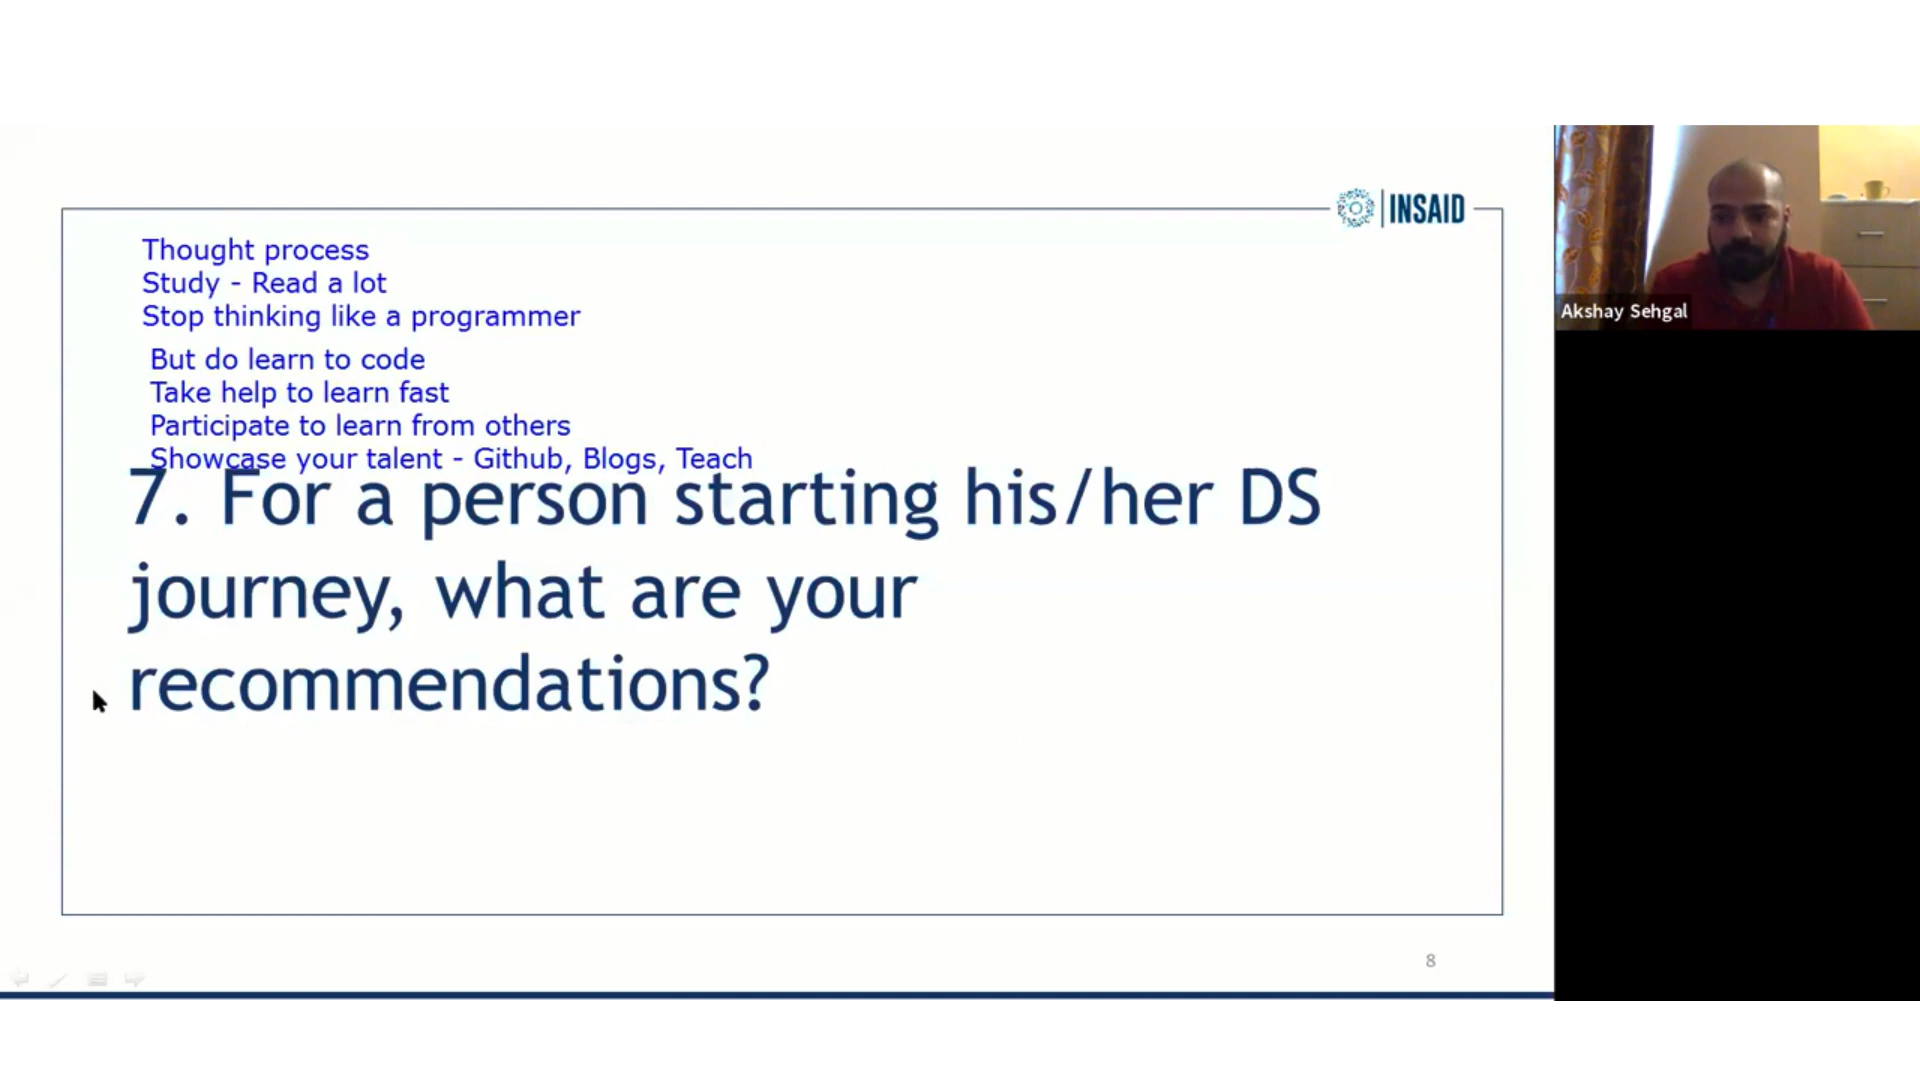 INSAID
Thought process
Study - Read a lot
Stop thinking like a programmer
But do learn to code
Take help to learn fast
Participate to learn from others
Showcase your talent - Github, Blogs, Teach
7. For a person starting his/her DS
journey, what are your
recommendations?
8
Akshay Sehgal